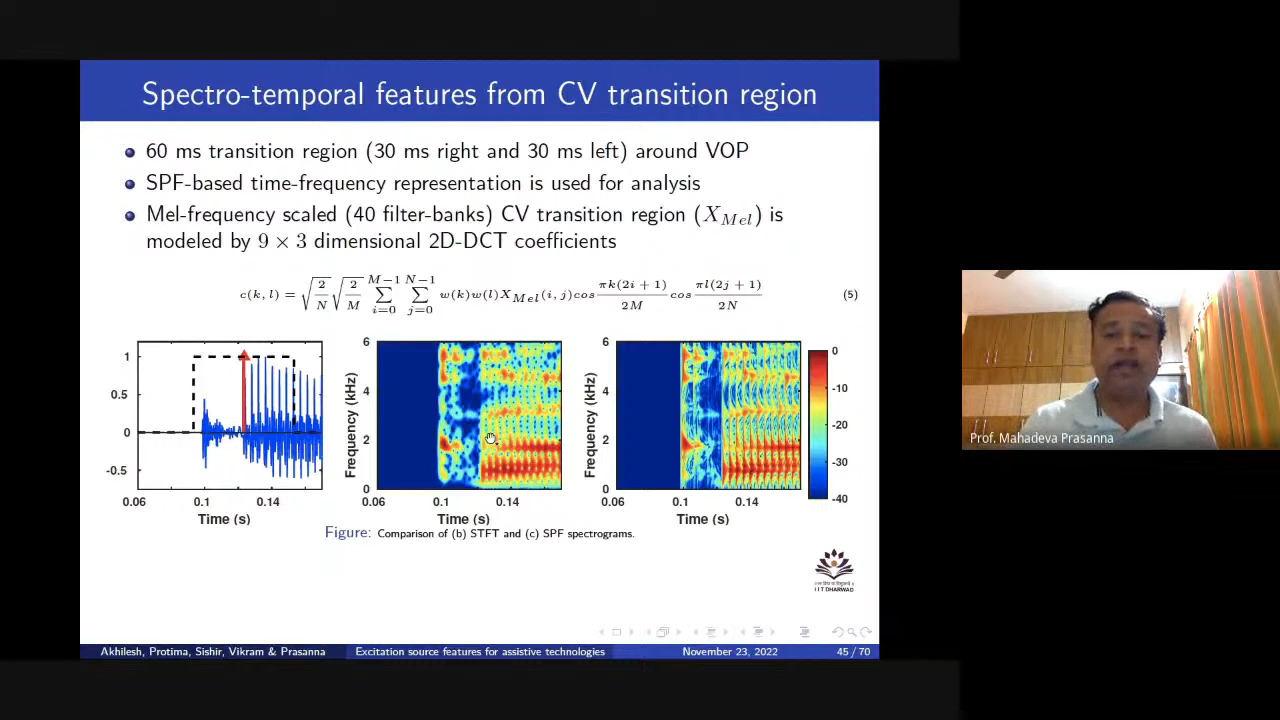 Spectro-temporal features from CV transition region
60 ms transition region (30 ms right and 30 ms left) around VOP
SPF-based time-frequency representation is used for analysis
Mel-frequency scaled (40 filter-banks) CV transition region (X_Mel) is
modeled by 9 × 3 dimensional 2D-DCT coefficients
c(k, l) = √(2/N) √(2/M) ∑_{i=0}^{M−1} ∑_{j=0}^{N−1} w(k)w(l)X_Mel(i, j)cos πk(2i + 1)/2M cos πl(2j + 1)/2N (5)
1
0.5
0
-0.5
0.06 0.1 0.14
Time (s)
Frequency (kHz)
6
4
2
0
0.06 0.1 0.14
Time (s)
Frequency (kHz)
6
4
2
0
0.06 0.1 0.14
Time (s)
0
-10
-20
-30
-40
Figure: Comparison of (b) STFT and (c) SPF spectrograms.
IIT DHARWAD
Akhilesh, Protima, Sishir, Vikram & Prasanna Excitation source features for assistive technologies November 23, 2022 45 / 70
Prof. Mahadeva Prasanna